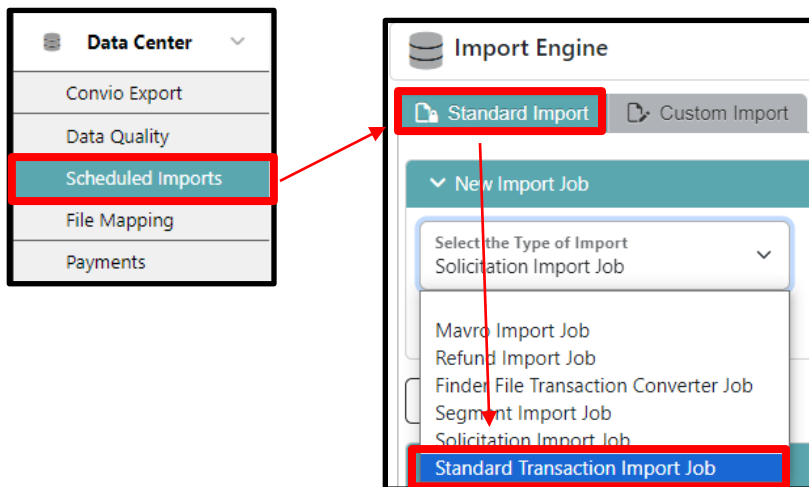 Data Center
Convio Export
Data Quality
Scheduled Imports
File Mapping
Payments
Import Engine
Standard Import
Custom Import
New Import Job
Select the Type of Import
Solicitation Import Job
Mavro Import Job
Refund Import Job
Finder File Transaction Converter Job
Segment Import Job
Solicitation Import Job
Standard Transaction Import Job